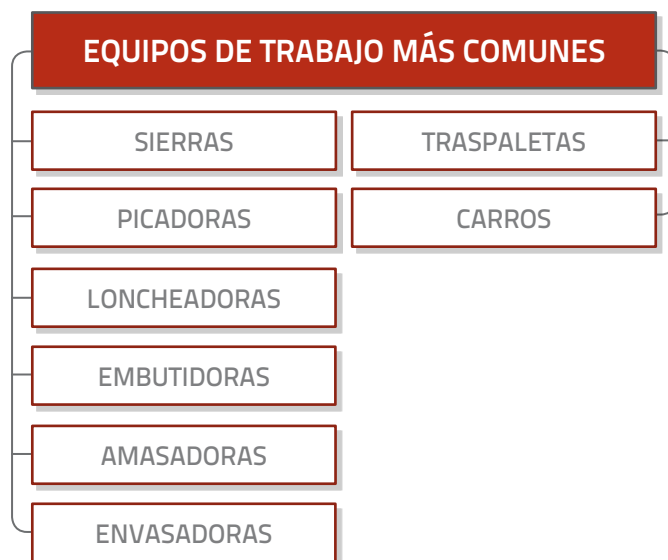 EQUIPOS DE TRABAJO MÁS COMUNES
SIERRAS
PICADORAS
LONCHEADORAS
EMBUTIDORAS
AMASADORAS
ENVASADORAS
TRASPALETAS
CARROS